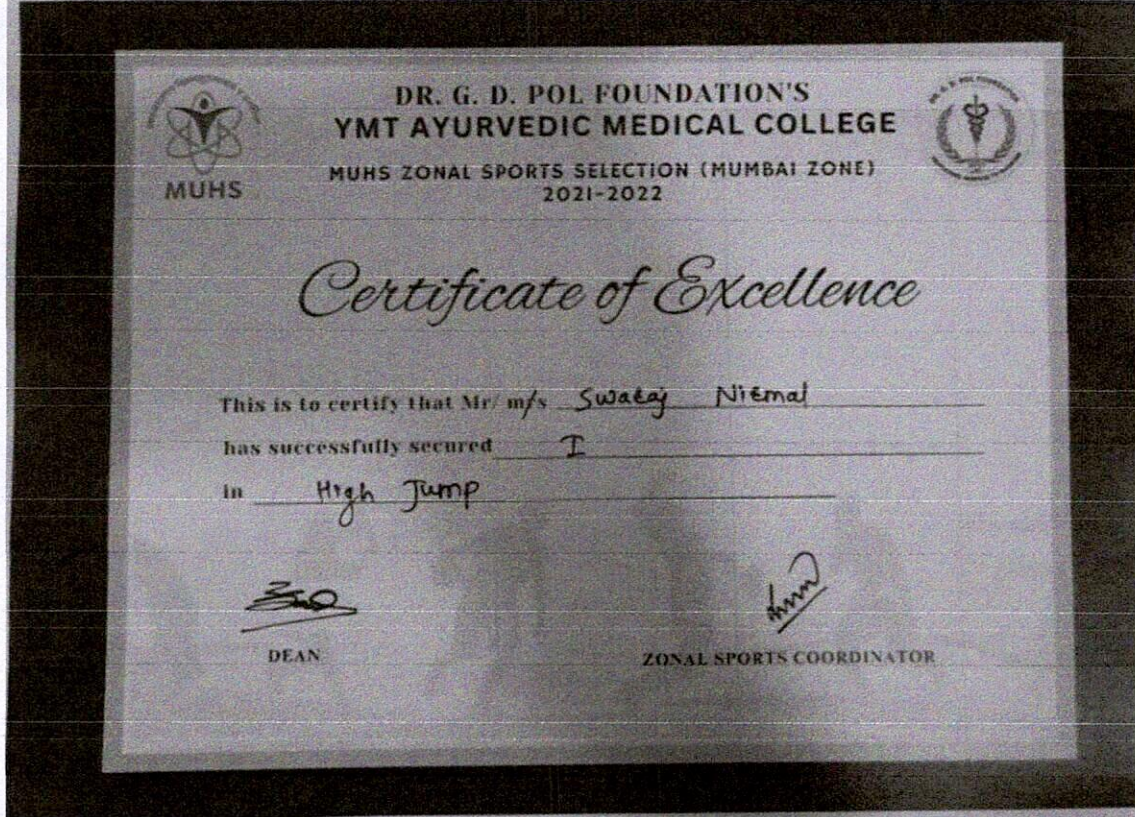 DR. G. D. POL FOUNDATION'S
YMT AYURVEDIC MEDICAL COLLEGE
MUHS ZONAL SPORTS SELECTION (MUMBAI ZONE)
2021-2022
MUHS
Certificate of Excellence
This is to certify that Mr/ m/s Swaraj Nirmal
has successfully secured I
in High Jump
DEAN
ZONAL SPORTS COORDINATOR